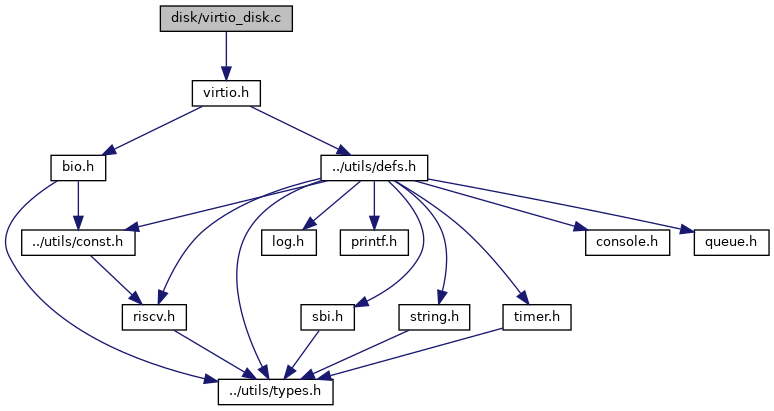 disk/virtio_disk.c
virtio.h
bio.h
../utils/defs.h
../utils/const.h
log.h
printf.h
console.h
queue.h
riscv.h
sbi.h
string.h
timer.h
../utils/types.h